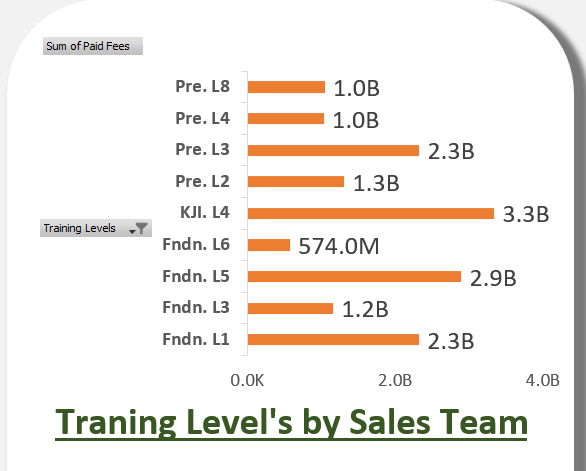 Sum of Paid Fees
Pre. L8 1.0B
Pre. L4 1.0B
Pre. L3 2.3B
Pre. L2 1.3B
KJI. L4 3.3B
Training Levels
Fndn. L6 574.0M
Fndn. L5 2.9B
Fndn. L3 1.2B
Fndn. L1 2.3B
0.0K 2.0B 4.0B
Traning Level's by Sales Team